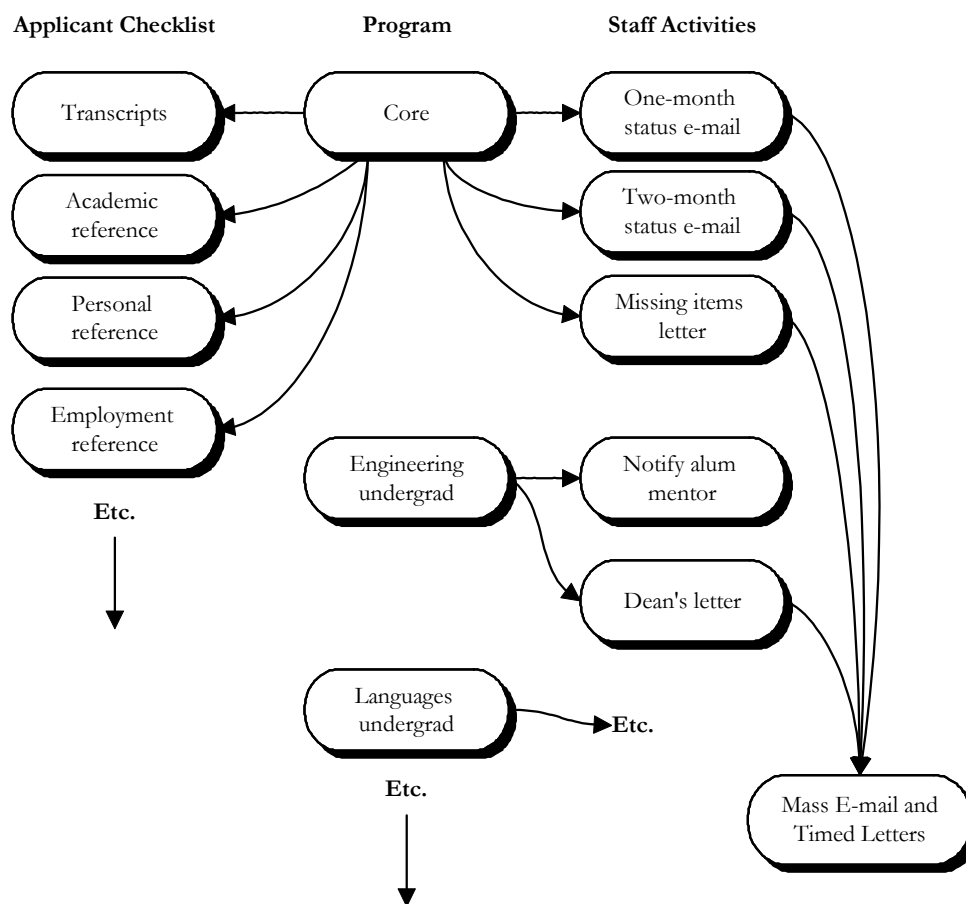 Applicant Checklist
Program
Staff Activities
Transcripts
Core
One-month
status e-mail
Academic
reference
Two-month
status e-mail
Personal
reference
Missing items
letter
Employment
reference
Engineering
undergrad
Notify alum
mentor
Etc.
Dean's letter
Languages
undergrad
Etc.
Etc.
Mass E-mail and
Timed Letters